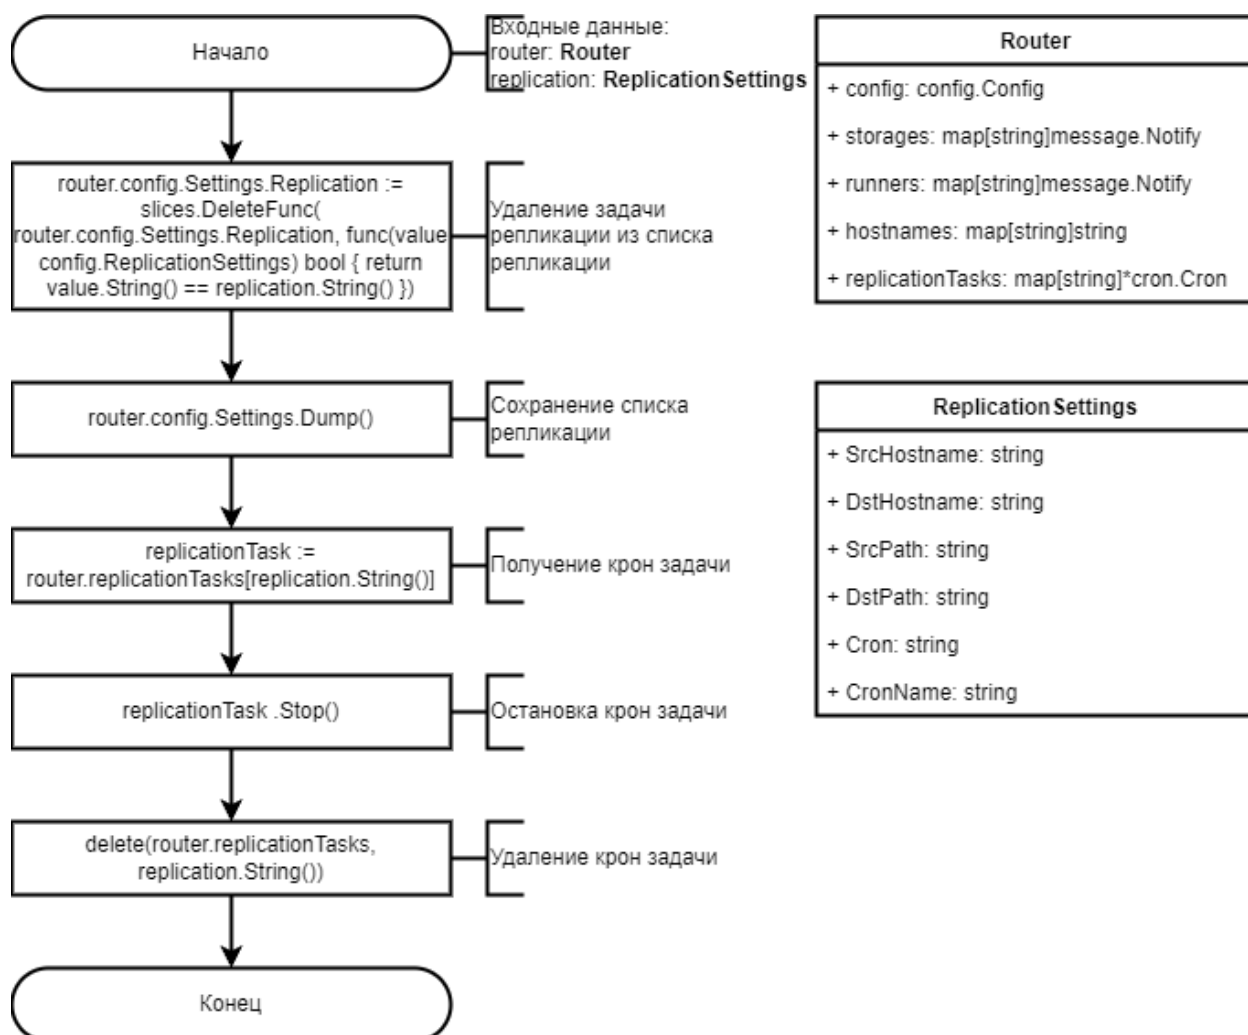 Начало
Входные данные:
router: Router
replication: ReplicationSettings
router.config.Settings.Replication :=
slices.DeleteFunc(
router.config.Settings.Replication, func(value
config.ReplicationSettings) bool { return
value.String() == replication.String() })
Удаление задачи
репликации из списка
репликации
router.config.Settings.Dump()
Сохранение списка
репликации
replicationTask :=
router.replicationTasks[replication.String()]
Получение крон задачи
replicationTask .Stop()
Остановка крон задачи
delete(router.replicationTasks,
replication.String())
Удаление крон задачи
Конец
Router
+ config: config.Config
+ storages: map[string]message.Notify
+ runners: map[string]message.Notify
+ hostnames: map[string]string
+ replicationTasks: map[string]*cron.Cron
ReplicationSettings
+ SrcHostname: string
+ DstHostname: string
+ SrcPath: string
+ DstPath: string
+ Cron: string
+ CronName: string